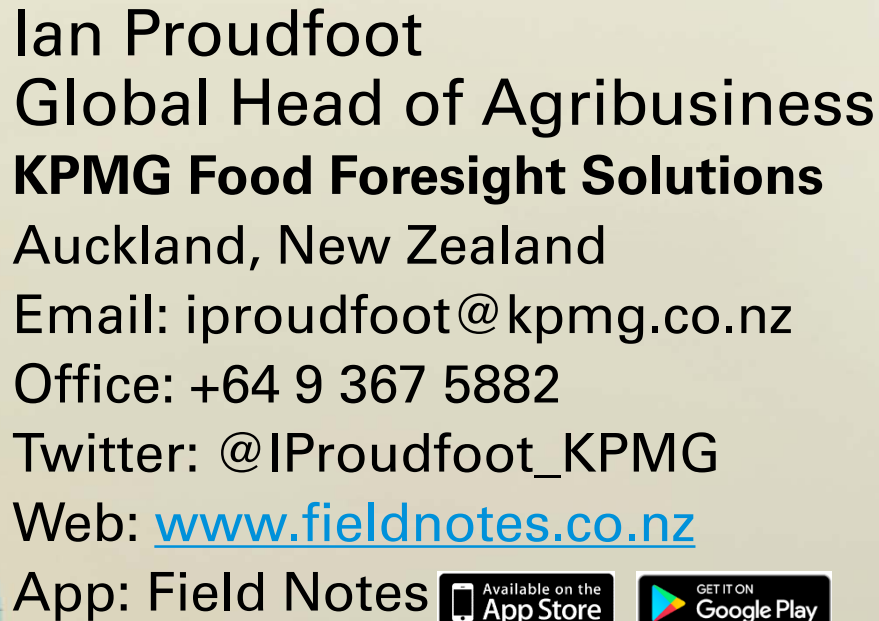 Ian Proudfoot
Global Head of Agribusiness
KPMG Food Foresight Solutions
Auckland, New Zealand
Email: iproudfoot@kpmg.co.nz
Office: +64 9 367 5882
Twitter: @IProudfoot_KPMG
Web: www.fieldnotes.co.nz
App: Field Notes Available on the App Store GET IT ON Google Play